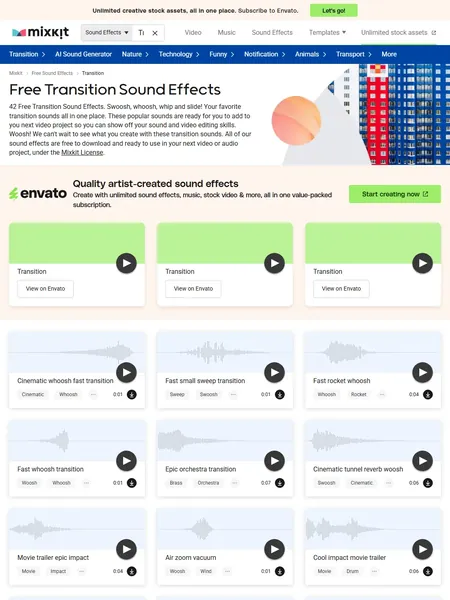 Unlimited creative stock assets, all in one place. Subscribe to Envato.
Let's go!
mixkit
Sound Effects
Video
Music
Sound Effects
Templates
Unlimited stock assets
Transition
AI Sound Generator
Nature
Technology
Funny
Notification
Animals
Transport
More
Mixkit
Free Sound Effects
Transition
Free Transition Sound Effects
42 Free Transition Sound Effects. Swoosh, whoosh, whip and slide! Your favorite
transition sounds all in one place. These popular sounds are ready for you to add to
you next video project so you can show off your sound and video editing skills.
Woosh! We can't wait to see what you create with these transition sounds. All of our
sound effects are free to download and ready to use in your next video or audio
project, under the Mixkit License.
envato
Quality artist-created sound effects
Create with unlimited sound effects, music, stock video & more, all in one value-packed
subscription.
Start creating now
Transition
View on Envato
Transition
View on Envato
Transition
View on Envato
Cinematic whoosh fast transition
Cinematic
Whoosh
0:01
Fast small sweep transition
Sweep
Swoosh
0:01
Fast rocket whoosh
Whoosh
Rocket
0:04
Fast whoosh transition
Woosh
Whoosh
0:01
Epic orchestra transition
Brass
Orchestra
0:07
Cinematic tunnel reverb woosh
Swoosh
Cinematic
0:06
Movie trailer epic impact
Movie
Impact
0:04
Air zoom vacuum
Woosh
Wind
0:01
Cool impact movie trailer
Movie
Drum
0:06